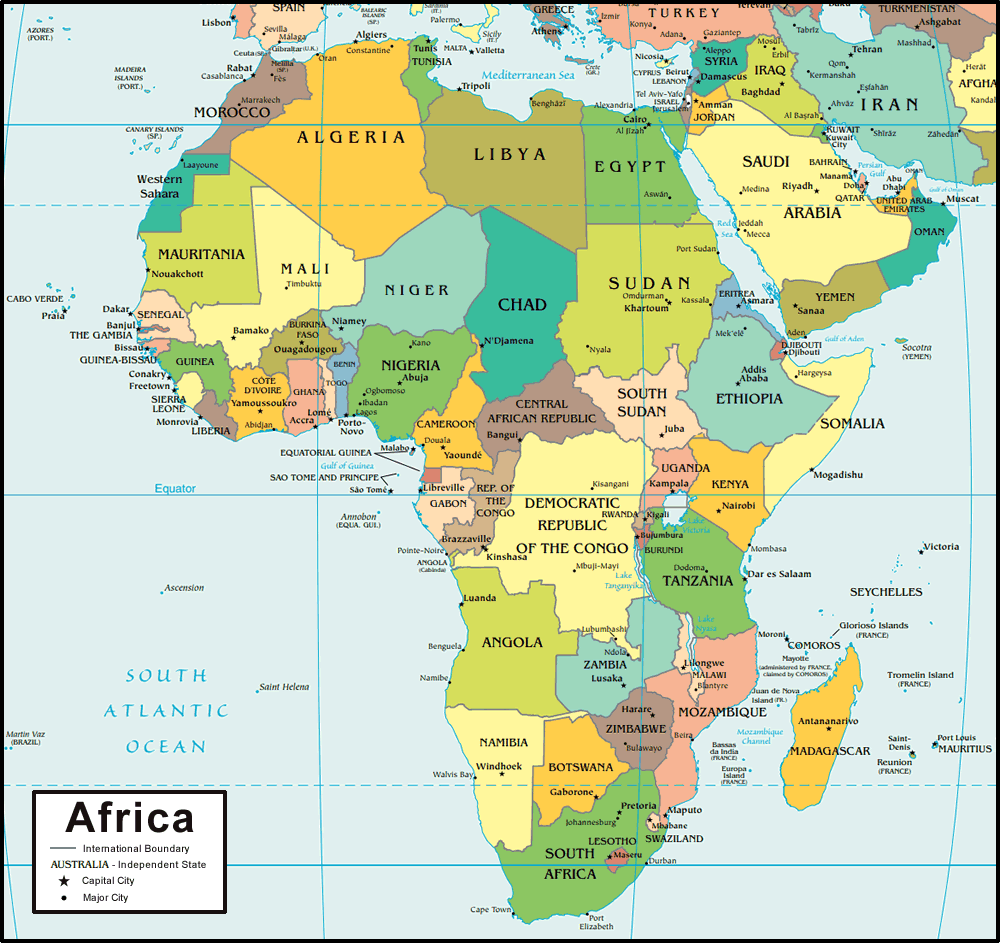 AZORES
(PORT.)
Lisbon
SPAIN
Sevilla
Málaga
Gibraltar (U.K.)
Ceuta (SP.)
Melilla
(SP.)
BALEARIC
ISLANDS
(SP.)
Algiers
Constantine
Oran
Tunis
TUNISIA
Palermo
Sicily
(IT.)
MALTA
Valletta
GREECE
Athens
Crete
(GR.)
İzmir
TURKEY
Konya
Adana
Gaziantep
Yerevan
Tabrīz
TURKMENISTAN
Ashgabat
Mashhad
Herāt
AFGHA
Kandal
MADEIRA
ISLANDS
(PORT.)
Rabat
Casablanca
Fès
Marrakech
MOROCCO
CANARY ISLANDS
(SP.)
Mediterranean Sea
Tripoli
Benghāzī
Nicosia
CYPRUS
Beirut
LEBANON
Aleppo
SYRIA
Damascus
Tel Aviv-Yafo
ISRAEL
Jerusalem
Amman
JORDAN
Mosul
Erbil
IRAQ
Baghdad
Al Başrah
Tehran
Qom
Kermanshah
Eşfahān
IRAN
Ahvāz
Shīrāz
Zāhedān
Alexandria
Cairo
Al Jīzah
KUWAIT
Kuwait
City
ALGERIA
LIBYA
EGYPT
Aswān
Laayoune
Western
Sahara
SAUDI
ARABIA
Medina
Riyadh
Jeddah
Mecca
BAHRAIN
Manama
Doha
QATAR
Persian
Gulf
Abu
Dhabi
OMAN
UNITED ARAB
EMIRATES
Gulf of Oman
Muscat
OMAN
Red
Sea
Port Sudan
MAURITANIA
Nouakchott
MALI
Timbuktu
NIGER
CHAD
SUDAN
Omdurman
Khartoum
Kassala
Nyala
ERITREA
Asmara
YEMEN
Sanaa
Aden
Gulf of Aden
Socotra
(YEMEN)
CABO VERDE
Praia
Dakar
SENEGAL
Banjul
THE GAMBIA
Bissau
GUINEA-BISSAU
GUINEA
Conakry
Freetown
SIERRA
LEONE
Monrovia
LIBERIA
Bamako
BURKINA
FASO
Ouagadougou
Niamey
CÔTE
D'IVOIRE
Yamoussoukro
Abidjan
GHANA
Accra
TOGO
Lomé
BENIN
Porto-
Novo
NIGERIA
Kano
Abuja
Ogbomoso
Ibadan
Lagos
N'Djamena
Mek'elē
DJIBOUTI
Djibouti
Addis
Ababa
ETHIOPIA
Hargeysa
SOMALIA
Mogadishu
CENTRAL
AFRICAN REPUBLIC
Bangui
SOUTH
SUDAN
Juba
CAMEROON
Douala
Yaoundé
Malabo
EQUATORIAL GUINEA
Gulf of Guinea
SAO TOME AND PRINCIPE
São Tomé
Libreville
GABON
REP. OF
THE
CONGO
Brazzaville
Equator
Annobon
(EQUA. GUI.)
Pointe-Noire
ANGOLA
(Cabinda)
Kinshasa
DEMOCRATIC
REPUBLIC
OF THE CONGO
Kisangani
Mbuji-Mayi
Lubumbashi
UGANDA
Kampala
KENYA
Nairobi
Mombasa
RWANDA
Kigali
Bujumbura
BURUNDI
Lake
Victoria
Lake
Tanganyika
Dodoma
TANZANIA
Dar es Salaam
Victoria
SEYCHELLES
Ascension
Luanda
ANGOLA
Benguela
Namibe
Lake
Nyasa
Ndola
ZAMBIA
Lusaka
Lilongwe
MALAWI
Blantyre
Moroni
COMOROS
Mayotte
(administered by FRANCE,
claimed by COMOROS)
Glorioso Islands
(FRANCE)
Juan de Nova
Island (FR.)
Tromelin Island
(FRANCE)
SOUTH
ATLANTIC
OCEAN
Saint Helena
Martin Vaz
(BRAZIL)
Harare
ZIMBABWE
Bulawayo
MOZAMBIQUE
Beira
Mozambique
Channel
Bassas
da India
(FRANCE)
Europa
Island
(FRANCE)
Antananarivo
MADAGASCAR
Saint-
Denis
Reunion
(FRANCE)
Port Louis
MAURITIUS
NAMIBIA
Windhoek
Walvis Bay
BOTSWANA
Gaborone
Pretoria
Johannesburg
Maputo
Mbabane
SWAZILAND
LESOTHO
Maseru
Durban
SOUTH
AFRICA
Cape Town
Port
Elizabeth
Africa
International Boundary
AUSTRALIA - Independent State
Capital City
Major City